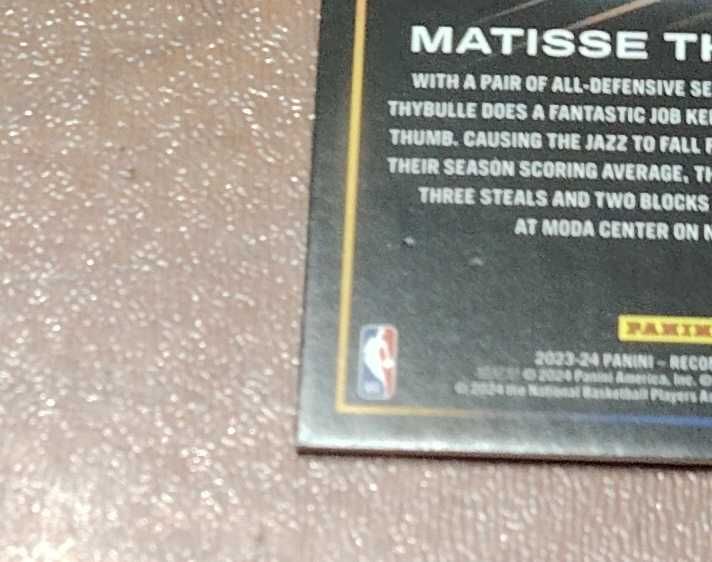 MATISSE TH
WITH A PAIR OF ALL-DEFENSIVE SE
THYBULLE DOES A FANTASTIC JOB KE
THUMB. CAUSING THE JAZZ TO FALL
THEIR SEASON SCORING AVERAGE, TH
THREE STEALS AND TWO BLOCKS
AT MODA CENTER ON N
PANIN
2023-24 PANINI – RECO
© 2024 Panini America, Inc. ©
© 2024 the National Basketball Players A